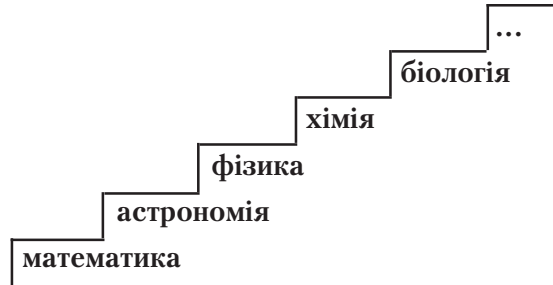 ...
біологія
хімія
фізика
астрономія
математика